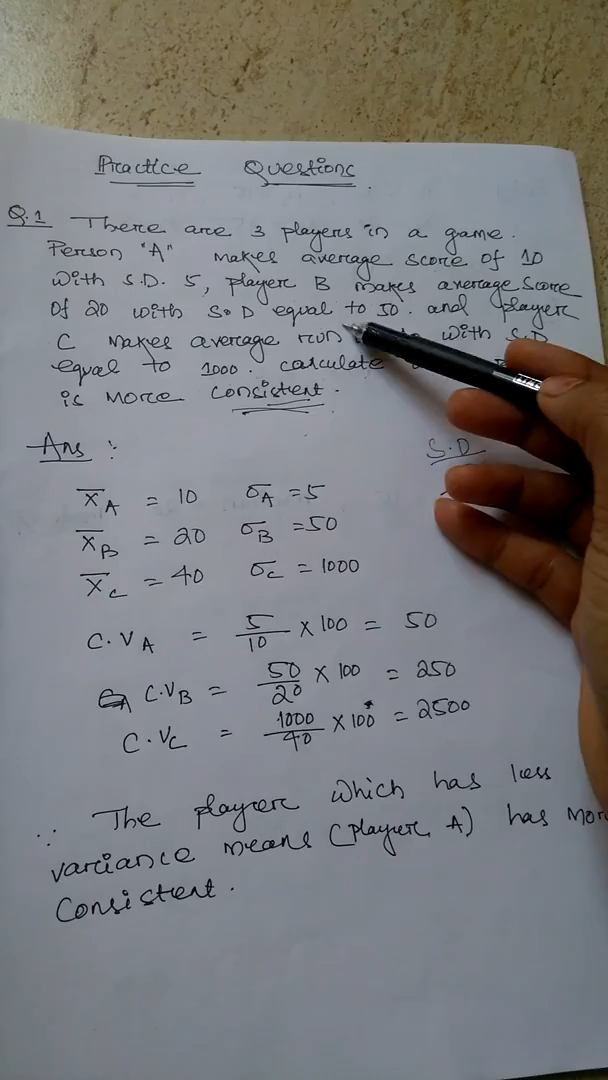 Practice Questions
Q.1 There are 3 players in a game.
Person "A" makes average score of 10
with S.D. 5, player B makes average score
of 20 with S.D equal to 50. and player
C makes average run with S.D
equal to 1000. calculate
is more consistent.
Ans :
S.D
x̄A = 10 σA = 5
x̄B = 20 σB = 50
x̄C = 40 σC = 1000
C.VA = 5/10 × 100 = 50
C.VB = 50/20 × 100 = 250
C.VC = 1000/40 × 100 = 2500
∵ The player which has less
variance means (player A) has more
consistent.